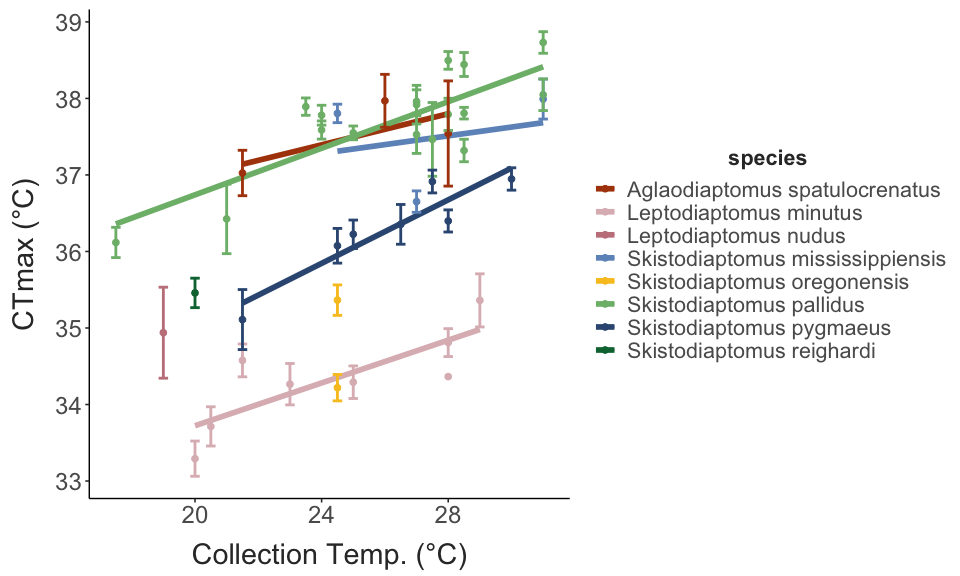 39
38
37
36
35
34
33
CTmax (°C)
20 24 28
Collection Temp. (°C)
species
Aglaodiaptomus spatulocrenatus
Leptodiaptomus minutus
Leptodiaptomus nudus
Skistodiaptomus mississippiensis
Skistodiaptomus oregonensis
Skistodiaptomus pallidus
Skistodiaptomus pygmaeus
Skistodiaptomus reighardi